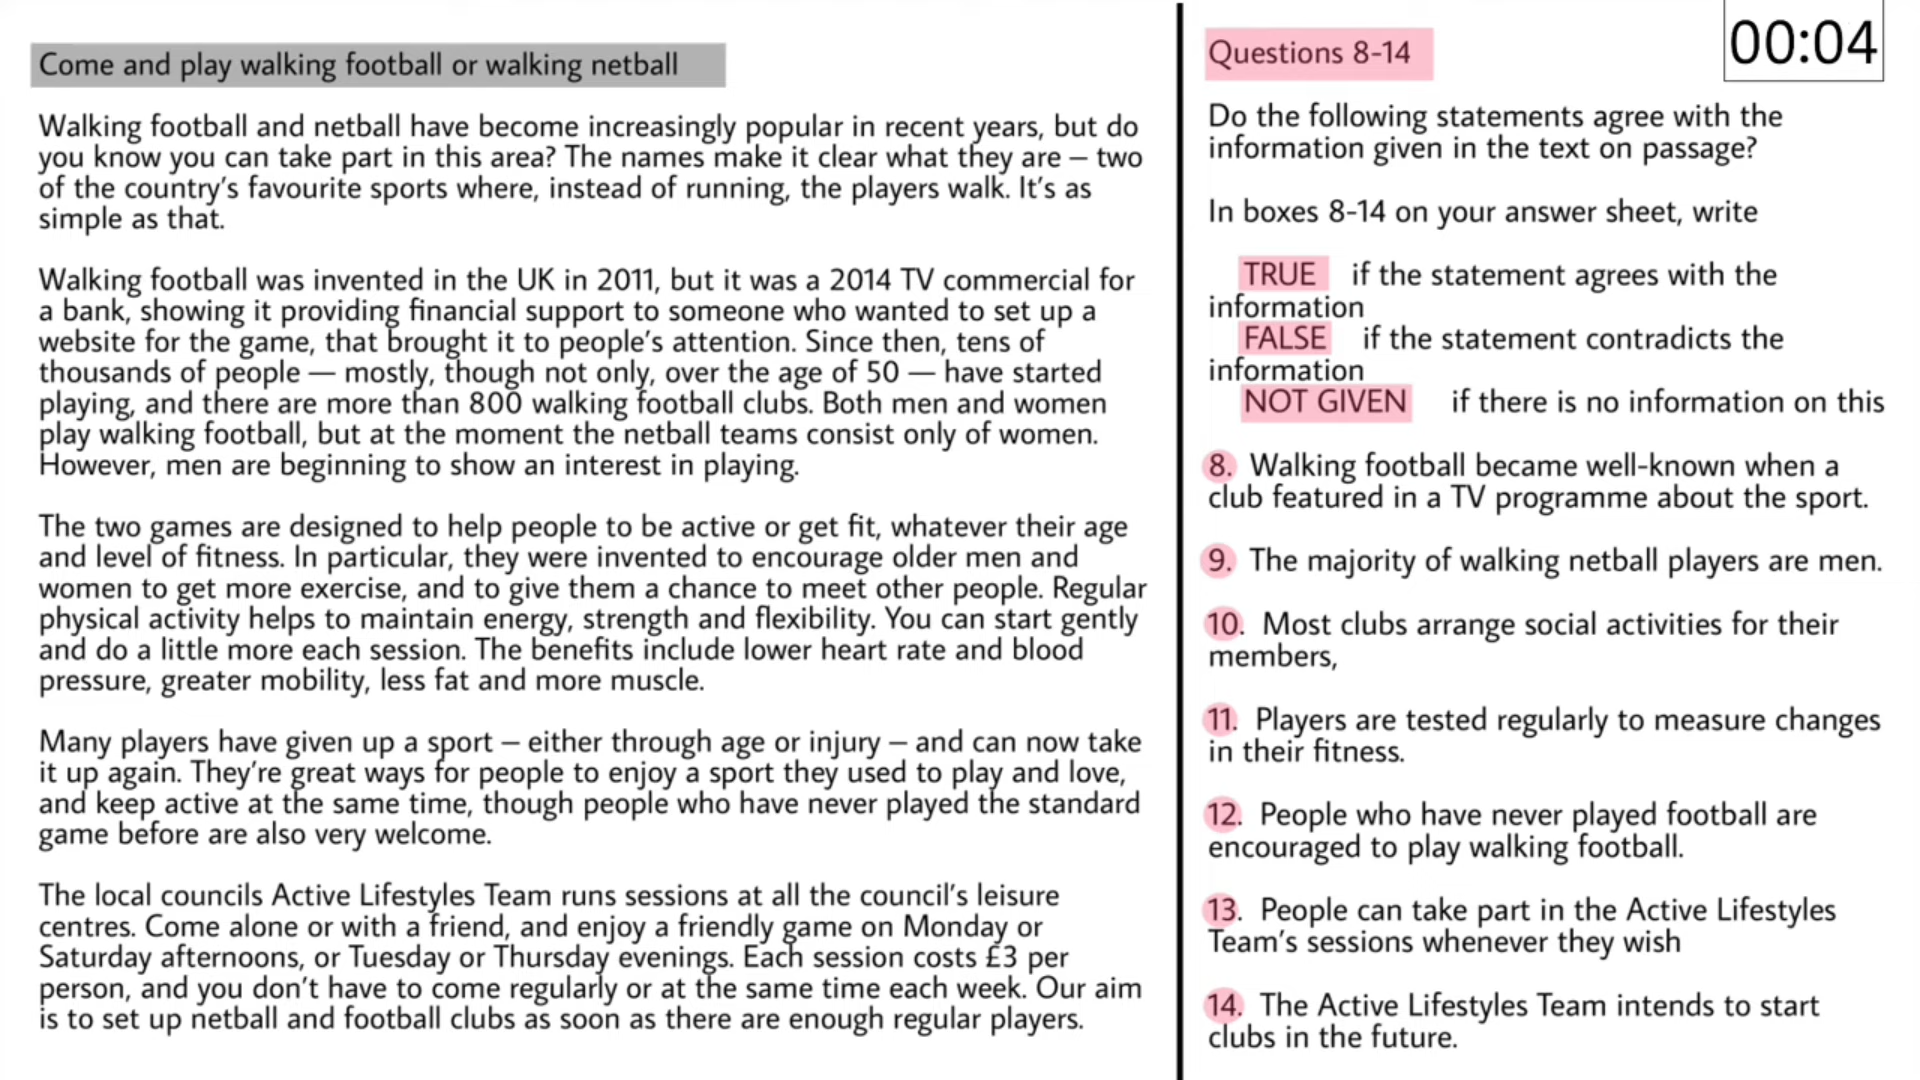 Come and play walking football or walking netball
Walking football and netball have become increasingly popular in recent years, but do
you know you can take part in this area? The names make it clear what they are – two
of the country's favourite sports where, instead of running, the players walk. It's as
simple as that.
Walking football was invented in the UK in 2011, but it was a 2014 TV commercial for
a bank, showing it providing financial support to someone who wanted to set up a
website for the game, that brought it to people's attention. Since then, tens of
thousands of people — mostly, though not only, over the age of 50 — have started
playing, and there are more than 800 walking football clubs. Both men and women
play walking football, but at the moment the netball teams consist only of women.
However, men are beginning to show an interest in playing.
The two games are designed to help people to be active or get fit, whatever their age
and level of fitness. In particular, they were invented to encourage older men and
women to get more exercise, and to give them a chance to meet other people. Regular
physical activity helps to maintain energy, strength and flexibility. You can start gently
and do a little more each session. The benefits include lower heart rate and blood
pressure, greater mobility, less fat and more muscle.
Many players have given up a sport – either through age or injury – and can now take
it up again. They're great ways for people to enjoy a sport they used to play and love,
and keep active at the same time, though people who have never played the standard
game before are also very welcome.
The local councils Active Lifestyles Team runs sessions at all the council's leisure
centres. Come alone or with a friend, and enjoy a friendly game on Monday or
Saturday afternoons, or Tuesday or Thursday evenings. Each session costs £3 per
person, and you don't have to come regularly or at the same time each week. Our aim
is to set up netball and football clubs as soon as there are enough regular players.
Questions 8-14
00:04
Do the following statements agree with the
information given in the text on passage?
In boxes 8-14 on your answer sheet, write
TRUE if the statement agrees with the
information
FALSE if the statement contradicts the
information
NOT GIVEN if there is no information on this
8. Walking football became well-known when a
club featured in a TV programme about the sport.
9. The majority of walking netball players are men.
10. Most clubs arrange social activities for their
members,
11. Players are tested regularly to measure changes
in their fitness.
12. People who have never played football are
encouraged to play walking football.
13. People can take part in the Active Lifestyles
Team's sessions whenever they wish
14. The Active Lifestyles Team intends to start
clubs in the future.